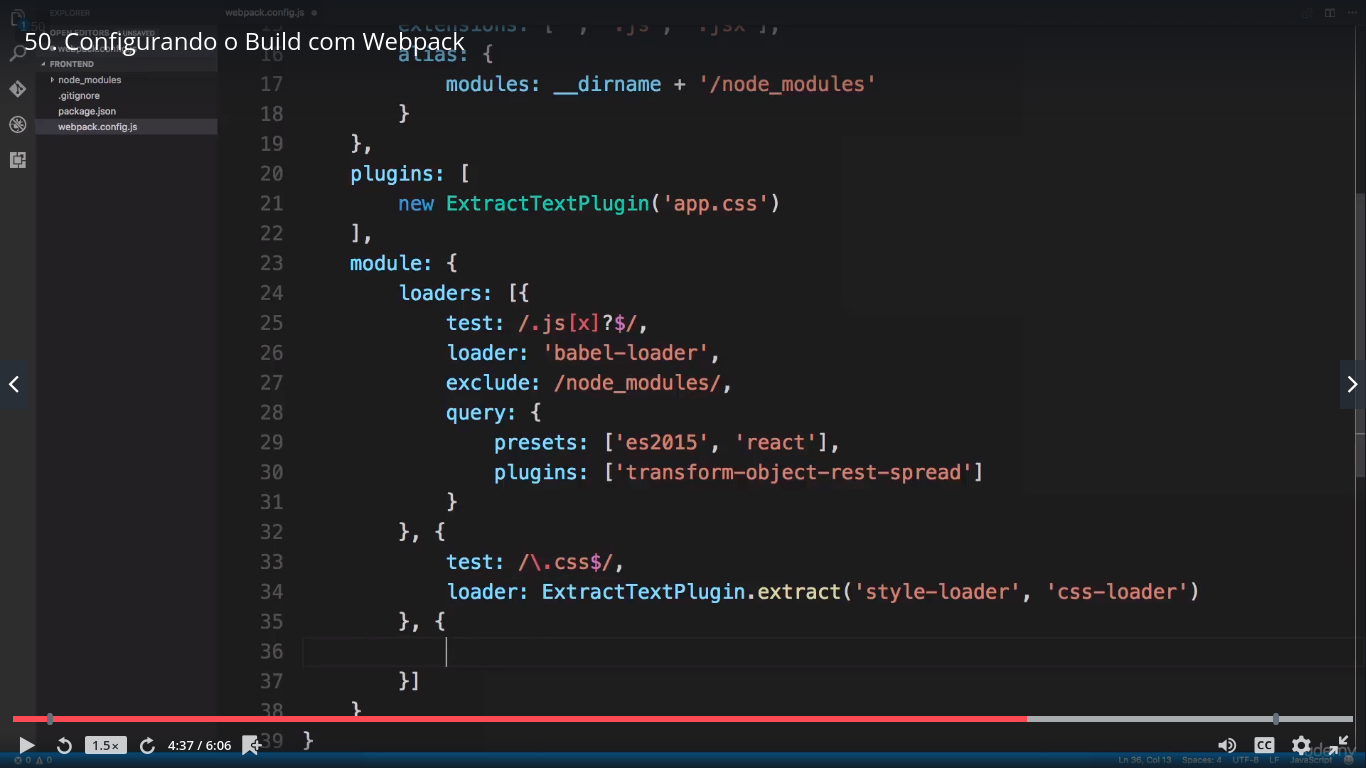 EXPLORER
webpack.config.js
50. Configurando o Build com Webpack
OPEN EDITORS 1 UNSAVED
FRONTEND
node_modules
.gitignore
package.json
webpack.config.js
extensions: ['', '.js', '.jsx'],
16 alias: {
17 modules: __dirname + '/node_modules'
18 }
19 },
20 plugins: [
21 new ExtractTextPlugin('app.css')
22 ],
23 module: {
24 loaders: [{
25 test: /.js[x]?$/,
26 loader: 'babel-loader',
27 exclude: /node_modules/,
28 query: {
29 presets: ['es2015', 'react'],
30 plugins: ['transform-object-rest-spread']
31 }
32 }, {
33 test: /\.css$/,
34 loader: ExtractTextPlugin.extract('style-loader', 'css-loader')
35 }, {
36
37 }]
38 }
39 }
1.5×
4:37 / 6:06
CC
udemy
0 0
Ln 36, Col 13 Spaces: 4 UTF-8 LF JavaScript